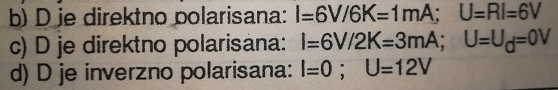 b) D je direktno polarisana: I=6V/6K=1mA; U=RI=6V
c) D je direktno polarisana: I=6V/2K=3mA; U=U_d=0V
d) D je inverzno polarisana: I=0 ; U=12V